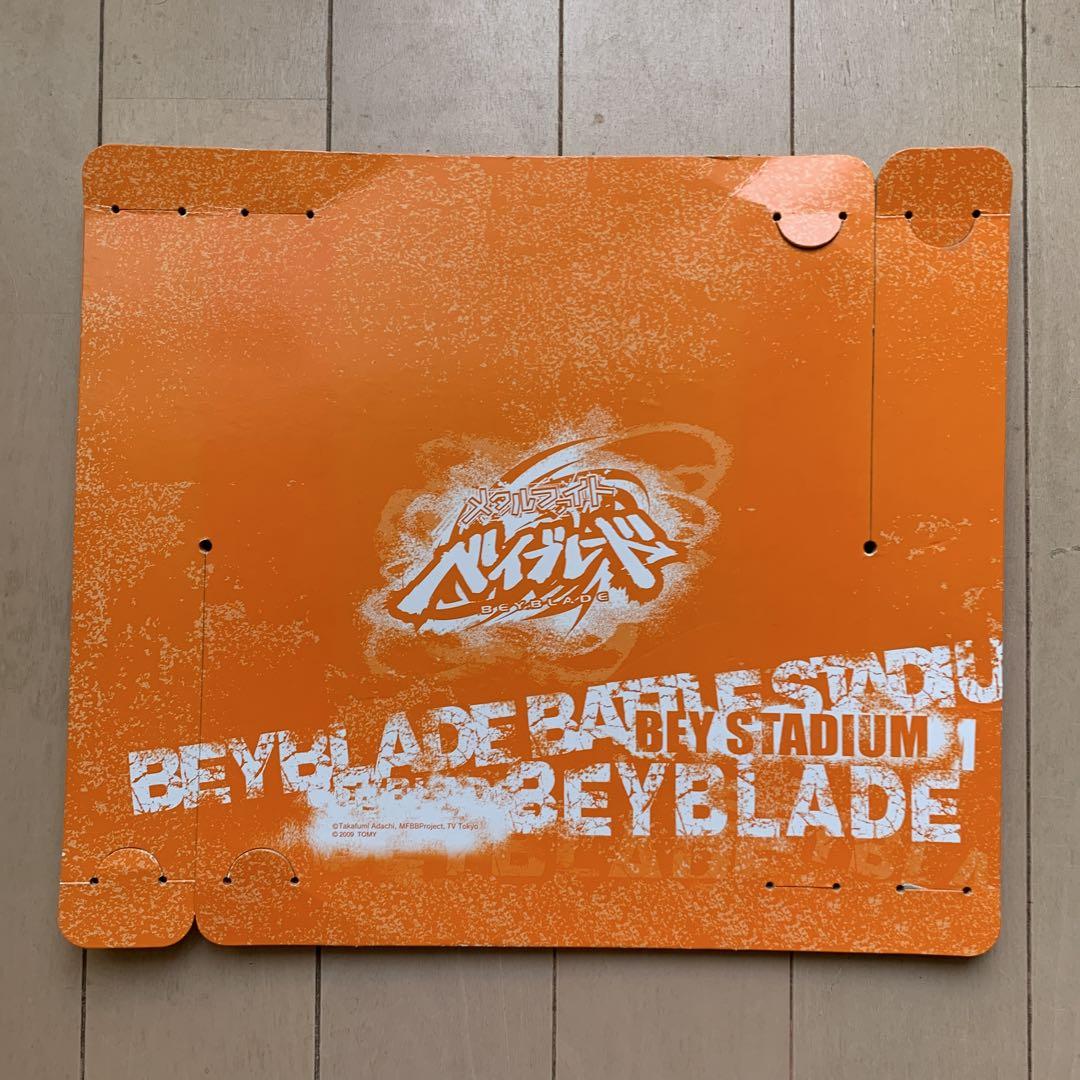 メタルファイト
ベイブレード
BEYBLADE
BEYBLADE BATTLE STADIU
BEY STADIUM
BEYBLADE
©Takafumi Adachi, MFBBProject, TV Tokyo
© 2009 TOMY